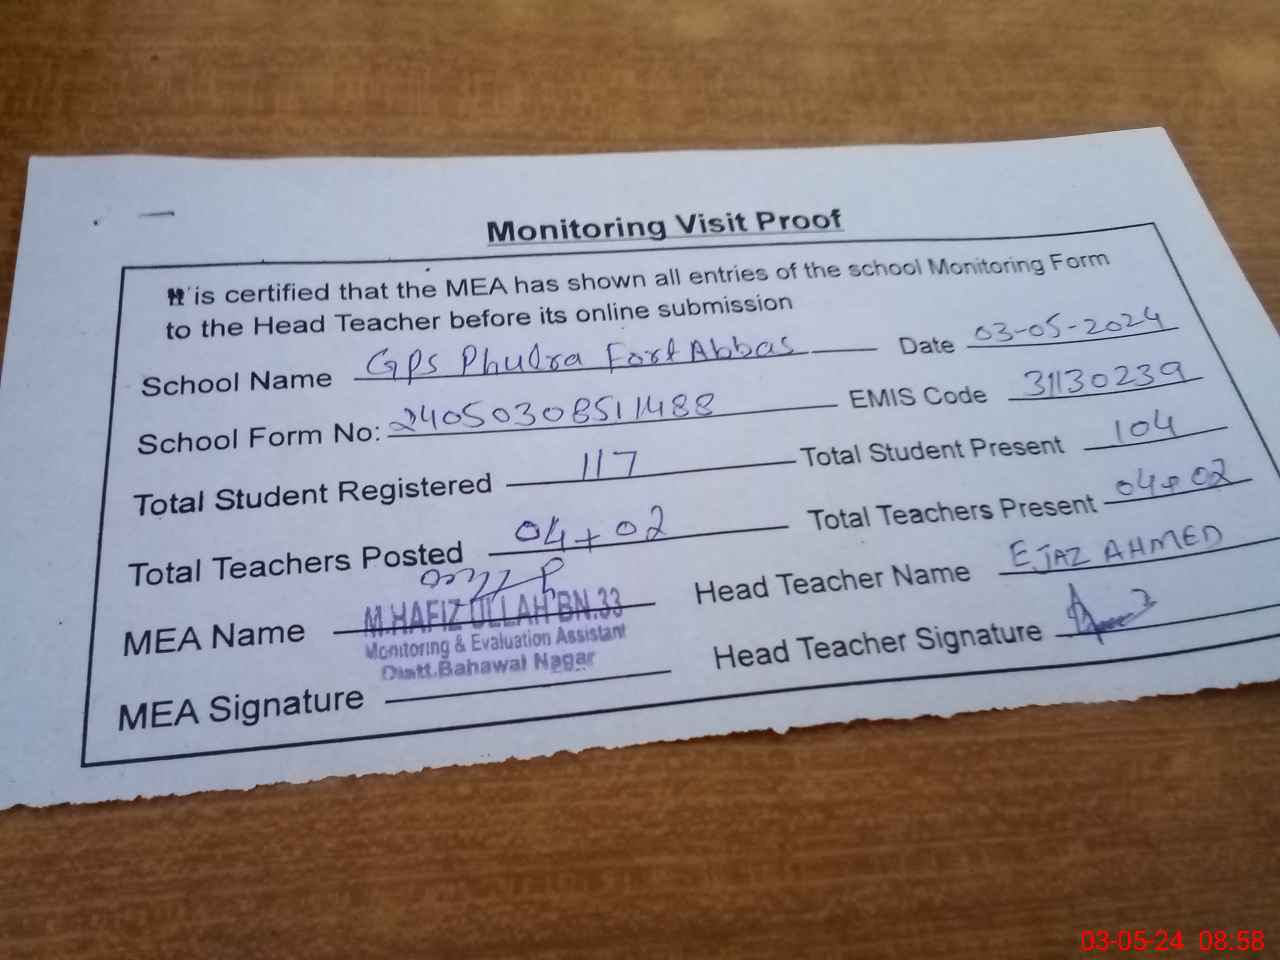 Monitoring Visit Proof
It is certified that the MEA has shown all entries of the school Monitoring Form
to the Head Teacher before its online submission
School Name GPS Phulra Fort Abbas Date 03-05-2024
School Form No: 24050308511488 EMIS Code 31130239
Total Student Registered 117 Total Student Present 104
Total Teachers Posted 04+02 Total Teachers Present 04+02
MEA Name M.HAFIZ ULLAH BN.33 Head Teacher Name EJAZ AHMED
Monitoring & Evaluation Assistant
Distt.Bahawal Nagar
MEA Signature Head Teacher Signature
03-05-24 08:58